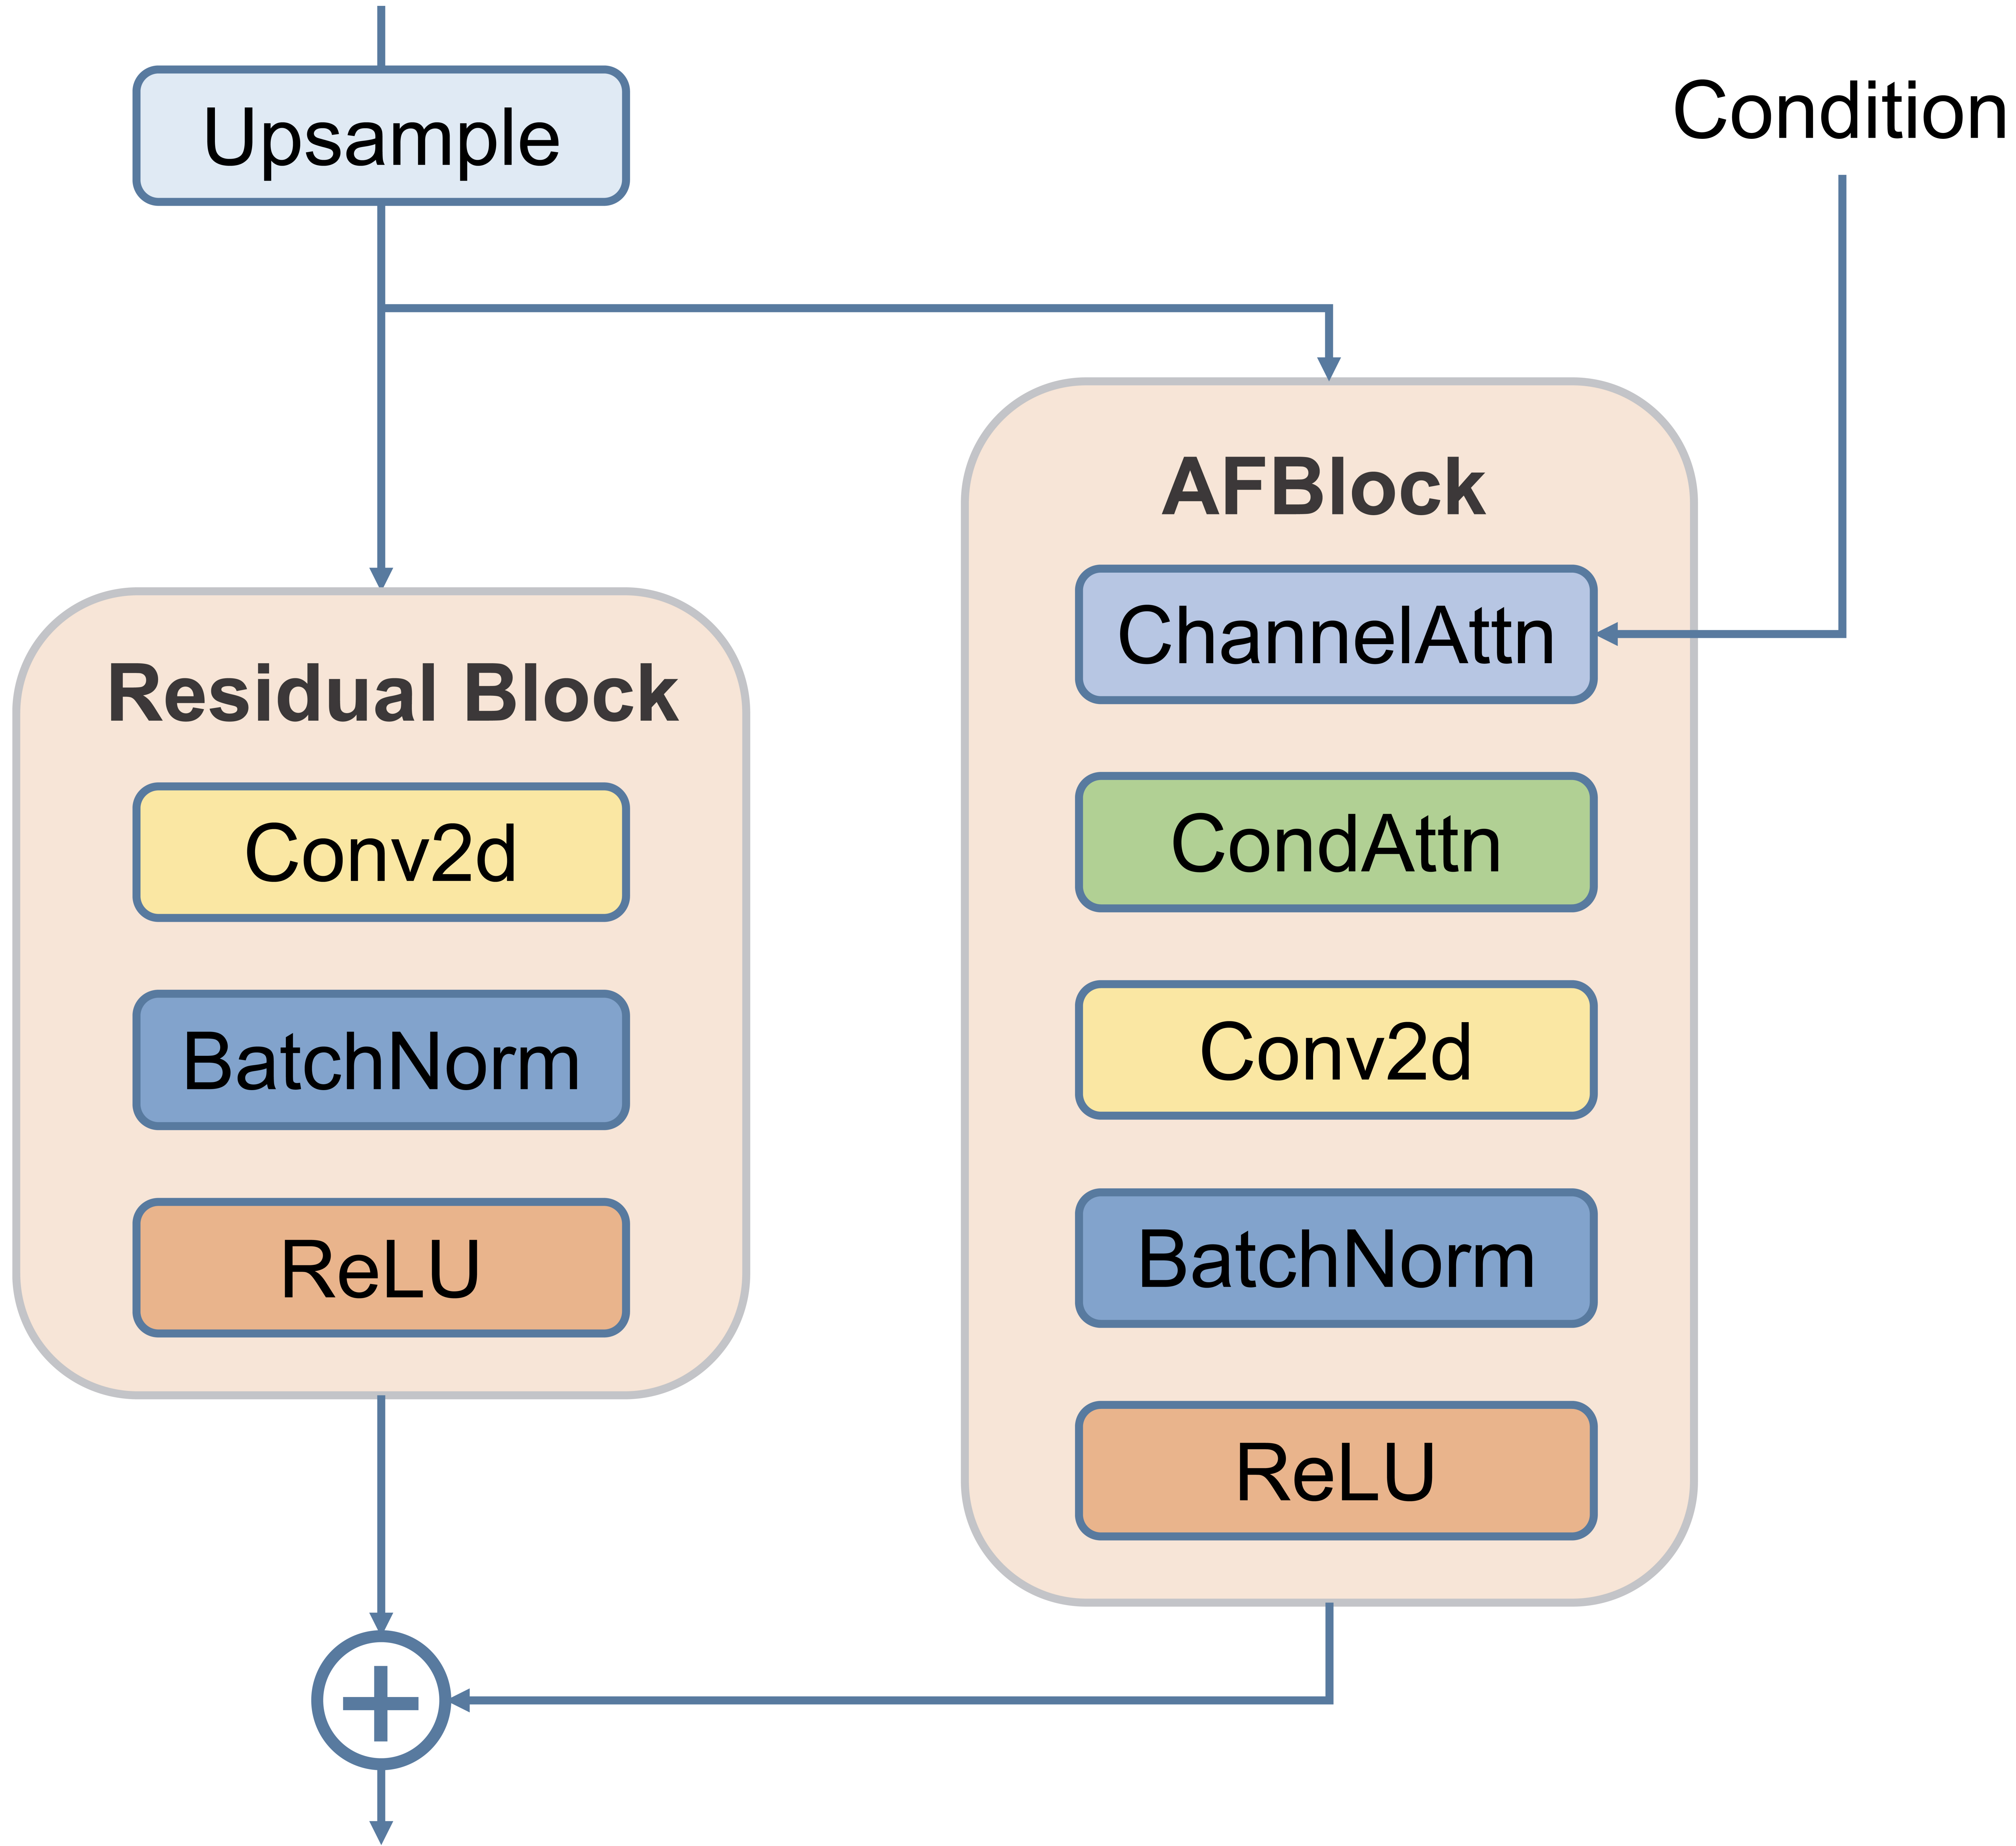 Upsample
Condition
Residual Block
Conv2d
BatchNorm
ReLU
AFBlock
ChannelAttn
CondAttn
Conv2d
BatchNorm
ReLU